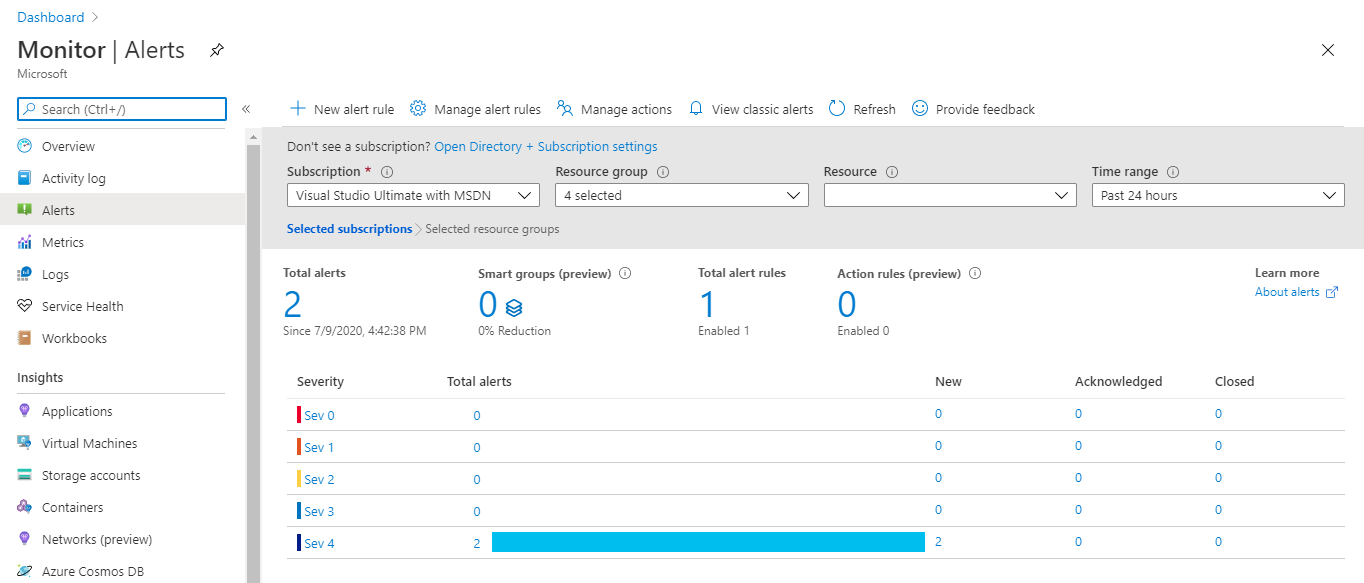 Dashboard >
Monitor | Alerts
Microsoft
Search (Ctrl+/)
«
Overview
Activity log
Alerts
Metrics
Logs
Service Health
Workbooks
Insights
Applications
Virtual Machines
Storage accounts
Containers
Networks (preview)
Azure Cosmos DB
New alert rule Manage alert rules Manage actions View classic alerts Refresh Provide feedback
Don't see a subscription? Open Directory + Subscription settings
Subscription * Resource group Resource Time range
Visual Studio Ultimate with MSDN 4 selected Past 24 hours
Selected subscriptions > Selected resource groups
Total alerts Smart groups (preview) Total alert rules Action rules (preview) Learn more
2 0 1 0 About alerts
Since 7/9/2020, 4:42:38 PM 0% Reduction Enabled 1 Enabled 0
Severity Total alerts New Acknowledged Closed
Sev 0 0 0 0 0
Sev 1 0 0 0 0
Sev 2 0 0 0 0
Sev 3 0 0 0 0
Sev 4 2 2 0 0